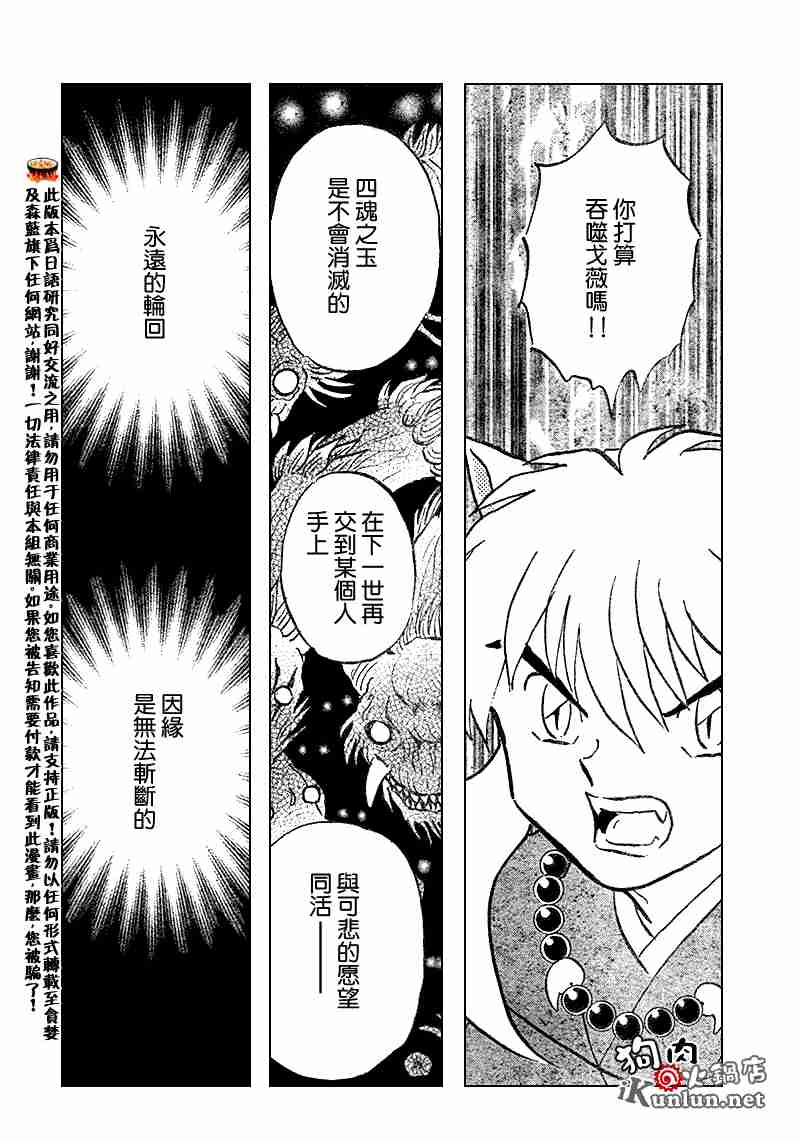 你打算
吞噬戈薇嗎!!
四魂之玉
是不會消滅的
在下一世再
交到某個人
手上
與可悲的愿望
同活——
永遠的輪回
因緣
是無法斬斷的
此版本爲日語研究同好交流之用,請勿用于任何商業用途。如您喜歡此作品,請支持正版!請勿以任何形式轉載至貪婪
及森藍旗下任何網站,謝謝!一切法律責任與本組無關。如果您被告知需要付款才能看到此漫畫,那麽,您被騙了!
狗肉
火鍋店
iKunlun.net